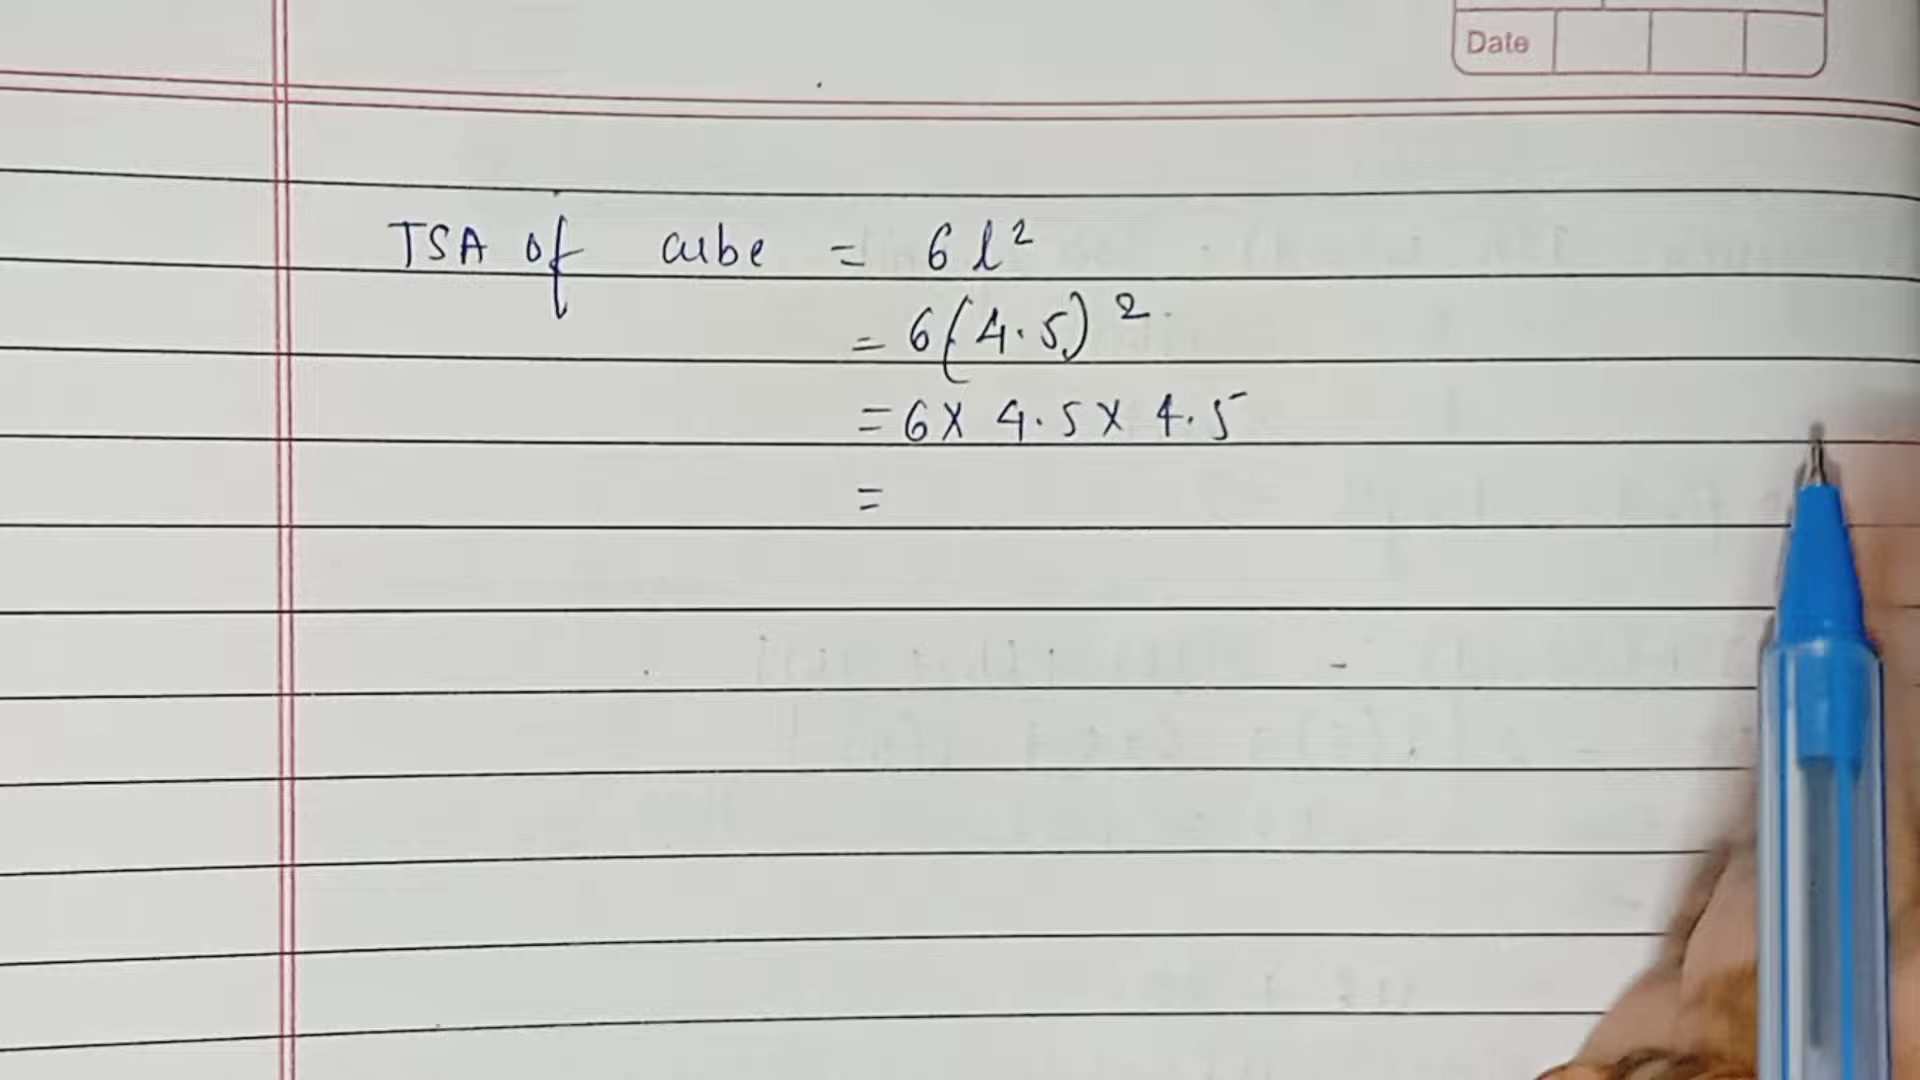 Date
TSA of cube = 6l²
= 6(4.5)²
= 6 x 4.5 x 4.5
=